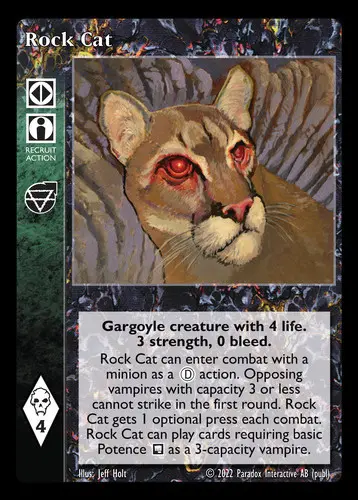 Rock Cat
RECRUIT
ACTION
Gargoyle creature with 4 life.
3 strength, 0 bleed.
Rock Cat can enter combat with a
minion as a Ⓓ action. Opposing
vampires with capacity 3 or less
cannot strike in the first round. Rock
Cat gets 1 optional press each combat.
Rock Cat can play cards requiring basic
Potence as a 3-capacity vampire.
4
Illus: Jeff Holt
© 2022 Paradox Interactive AB (publ)